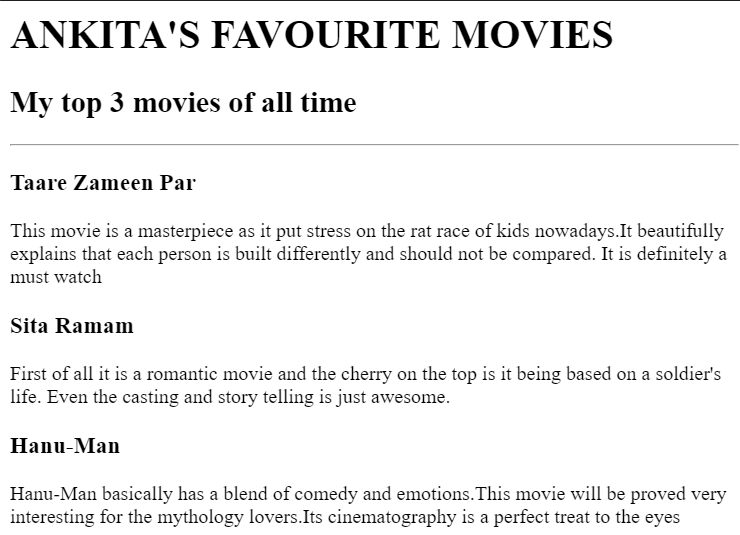 ANKITA'S FAVOURITE MOVIES
My top 3 movies of all time
Taare Zameen Par
This movie is a masterpiece as it put stress on the rat race of kids nowadays.It beautifully
explains that each person is built differently and should not be compared. It is definitely a
must watch
Sita Ramam
First of all it is a romantic movie and the cherry on the top is it being based on a soldier's
life. Even the casting and story telling is just awesome.
Hanu-Man
Hanu-Man basically has a blend of comedy and emotions.This movie will be proved very
interesting for the mythology lovers.Its cinematography is a perfect treat to the eyes